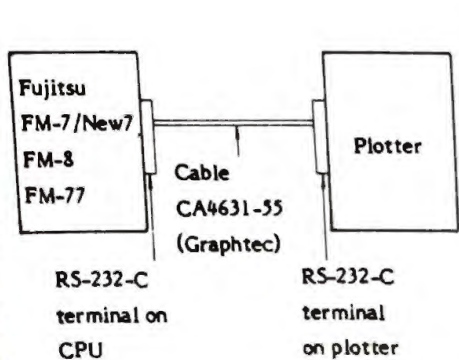 Fujitsu
FM-7/New7
FM-8
FM-77
Plotter
Cable
CA4631-55
(Graphtec)
RS-232-C
terminal on
CPU
RS-232-C
terminal
on plotter